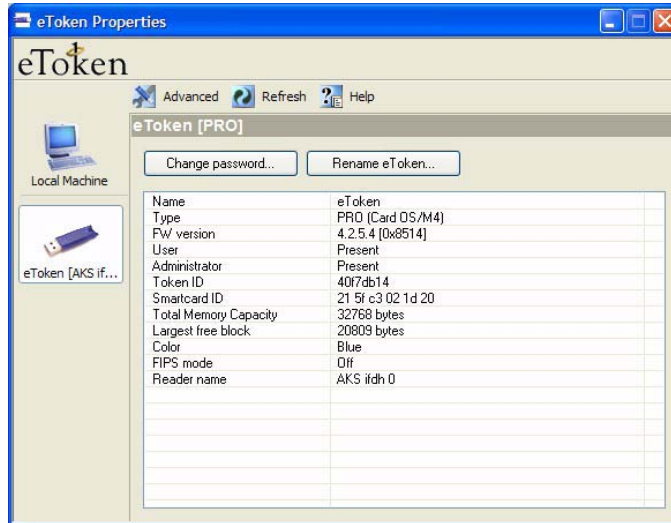 eToken Properties
eToken
Advanced Refresh Help
eToken [PRO]
Change password... Rename eToken...
Local Machine
eToken [AKS if...
Name eToken
Type PRO (Card OS/M4)
FW version 4.2.5.4 [0x8514]
User Present
Administrator Present
Token ID 40f7db14
Smartcard ID 21 5f c3 02 1d 20
Total Memory Capacity 32768 bytes
Largest free block 20809 bytes
Color Blue
FIPS mode Off
Reader name AKS ifdh 0